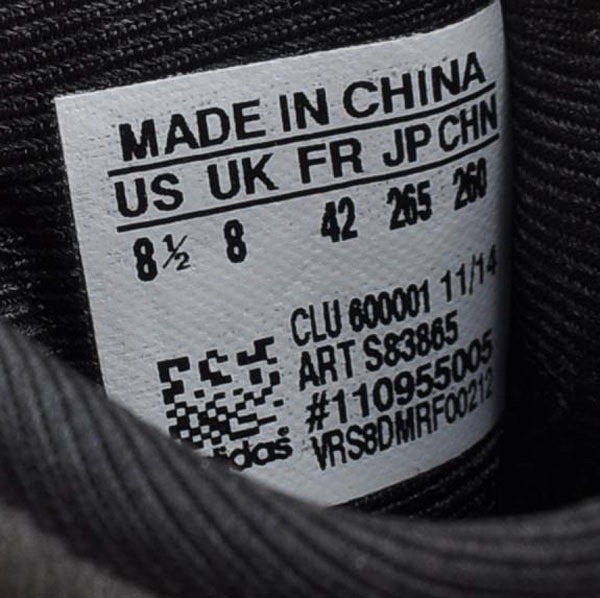 MADE IN CHINA
US UK FR JP CHN
8½ 8 42 265 260
CLU 600001 11/14
ART S83865
#110955005
VRS8DMRF00212